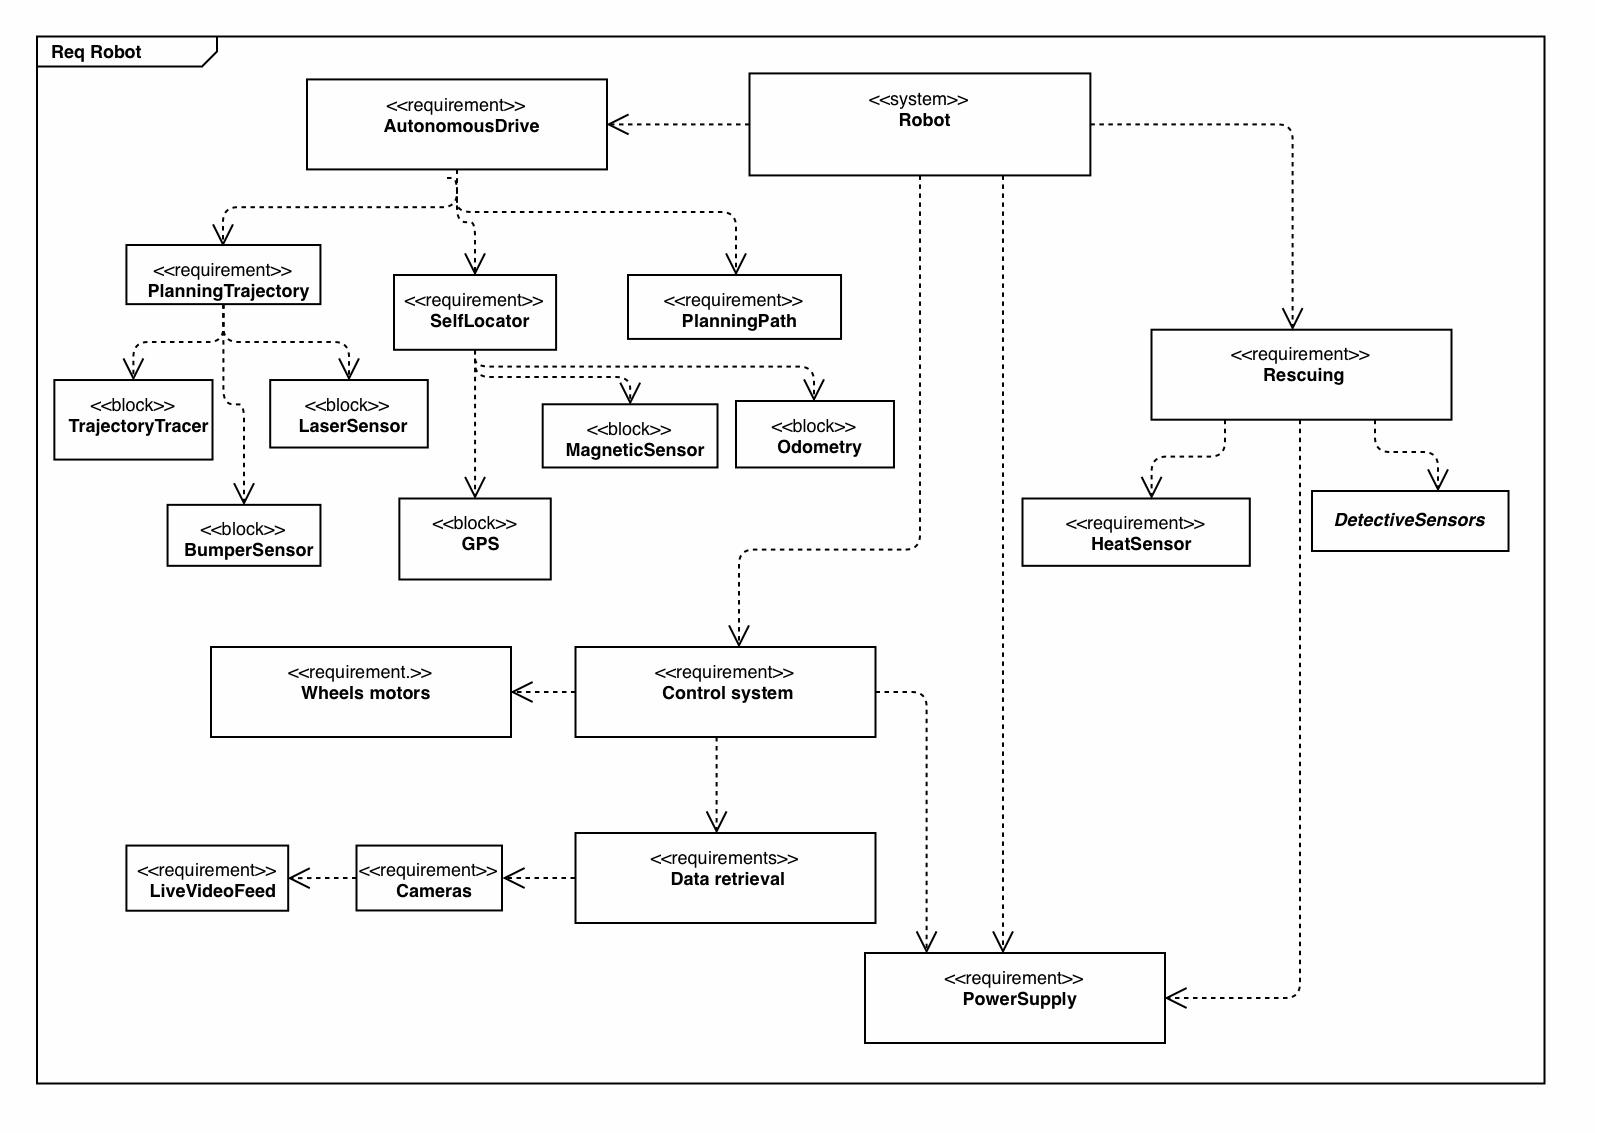 Req Robot
<<requirement>>
AutonomousDrive
<<system>>
Robot
<<requirement>>
PlanningTrajectory
<<requirement>>
SelfLocator
<<requirement>>
PlanningPath
<<requirement>>
Rescuing
<<block>>
TrajectoryTracer
<<block>>
LaserSensor
<<block>>
MagneticSensor
<<block>>
Odometry
<<block>>
BumperSensor
<<block>>
GPS
<<requirement>>
HeatSensor
DetectiveSensors
<<requirement.>>
Wheels motors
<<requirement>>
Control system
<<requirement>>
LiveVideoFeed
<<requirement>>
Cameras
<<requirements>>
Data retrieval
<<requirement>>
PowerSupply